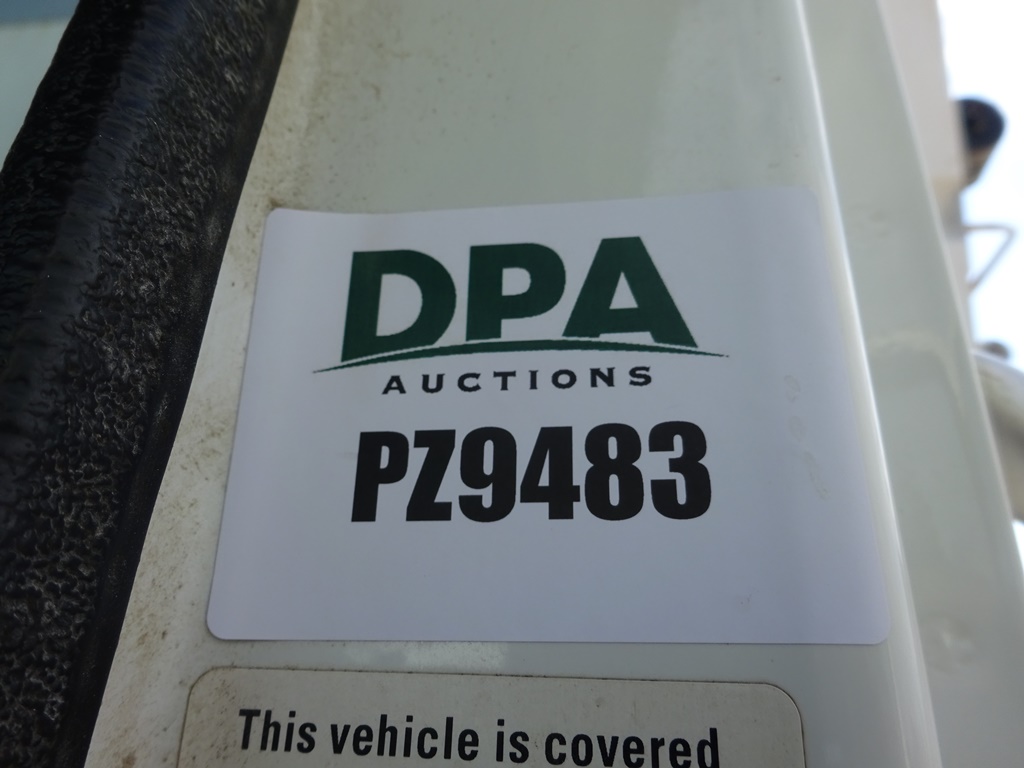 DPA
AUCTIONS
PZ9483
This vehicle is covered